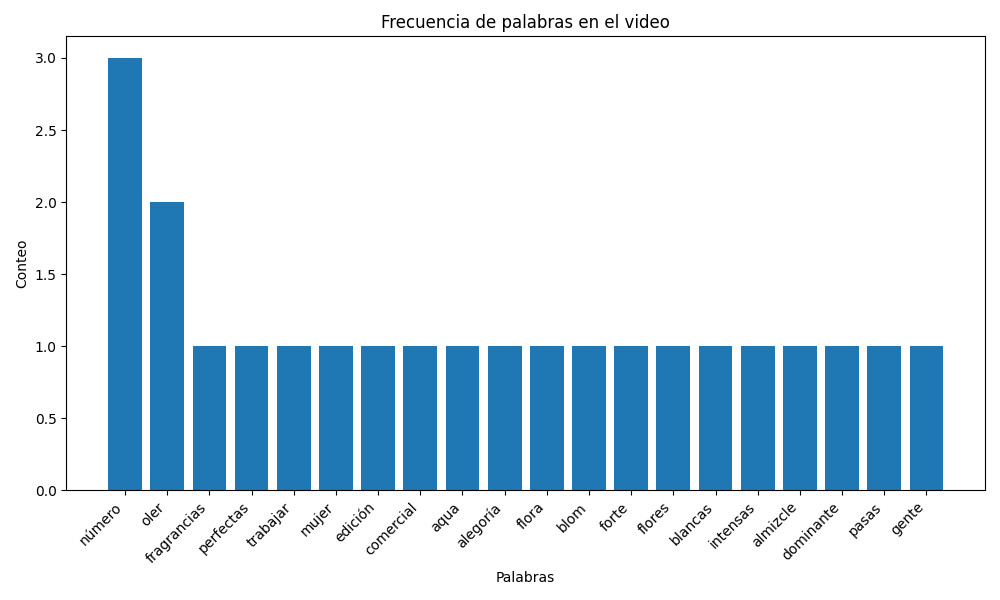 Frecuencia de palabras en el video
Conteo
3.0
2.5
2.0
1.5
1.0
0.5
0.0
número
oler
fragrancias
perfectas
trabajar
mujer
edición
comercial
aqua
alegoría
flora
blom
forte
flores
blancas
intensas
almizcle
dominante
pasas
gente
Palabras